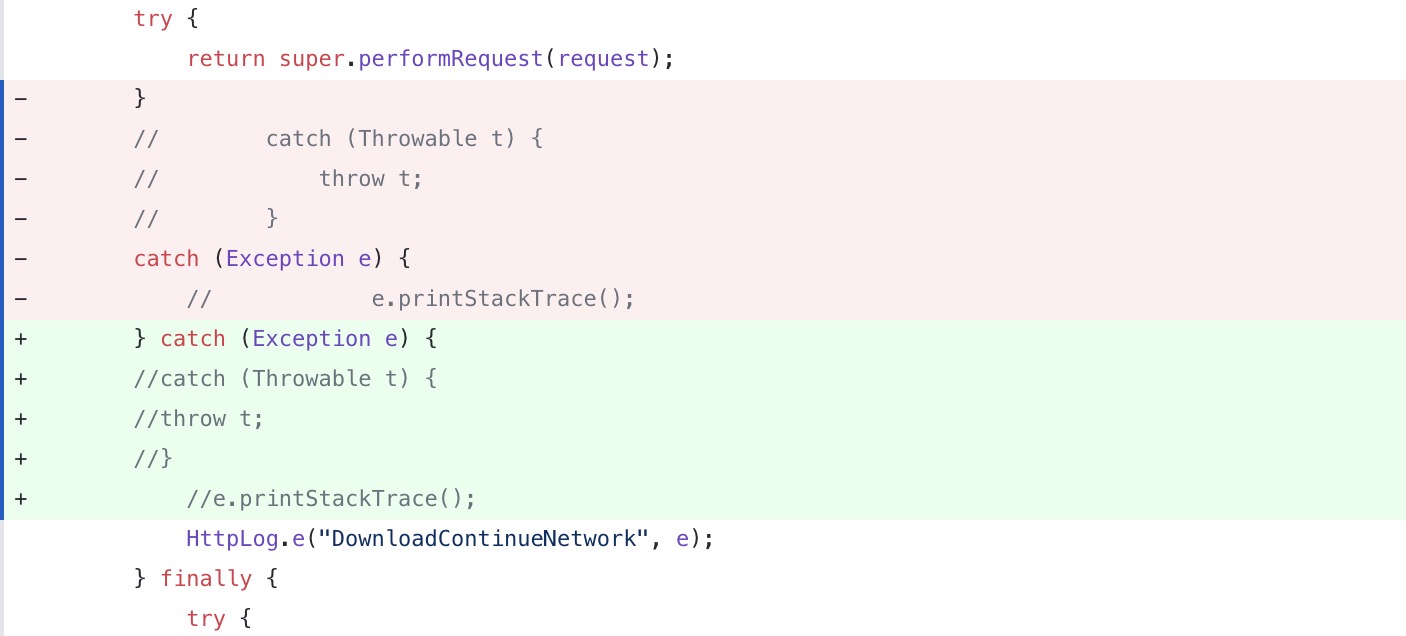 try {
            return super.performRequest(request);
-        }
-        //        catch (Throwable t) {
-        //            throw t;
-        //        }
-        catch (Exception e) {
-            //            e.printStackTrace();
+        } catch (Exception e) {
+        //catch (Throwable t) {
+        //throw t;
+        //}
+            //e.printStackTrace();
            HttpLog.e("DownloadContinueNetwork", e);
        } finally {
            try {